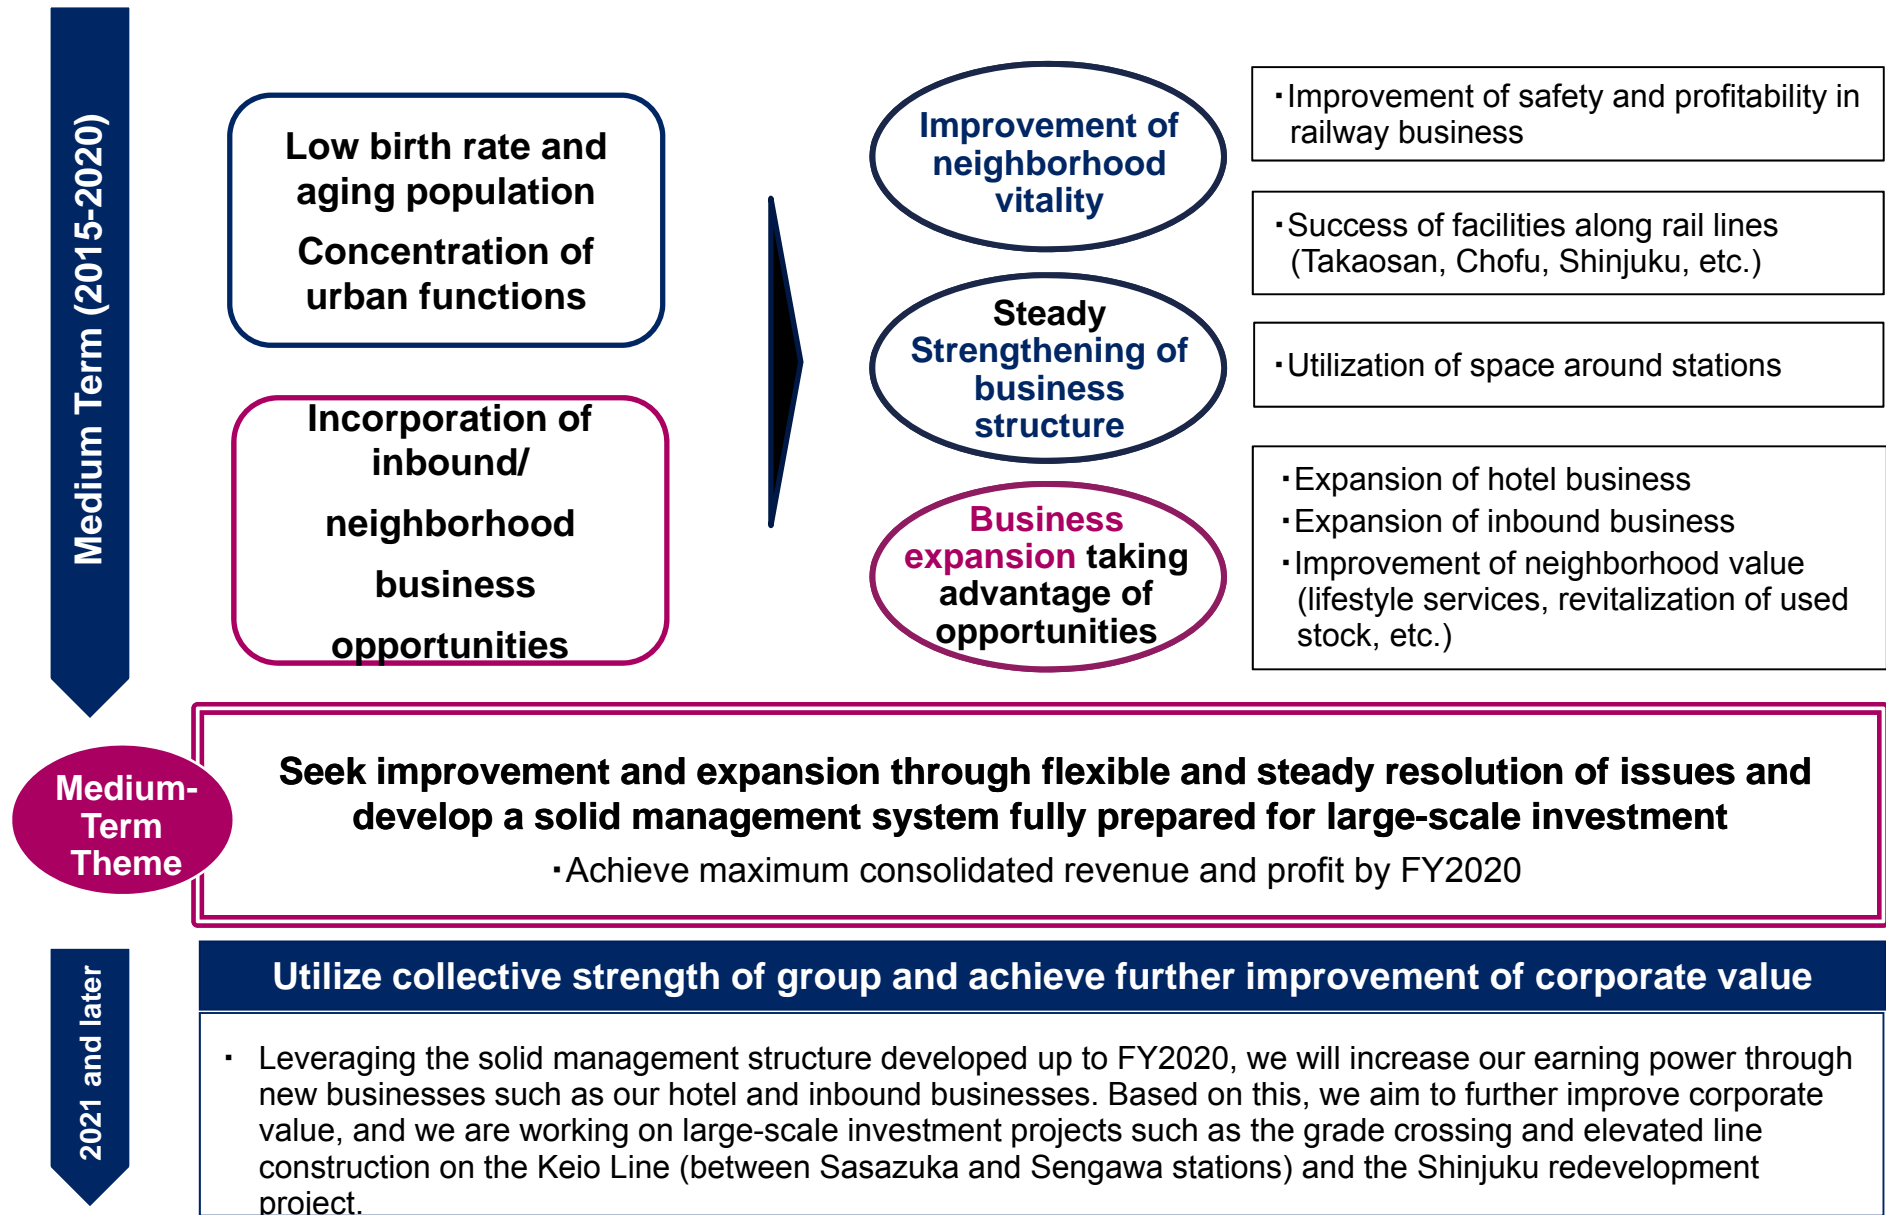 Medium Term (2015-2020)
Low birth rate and
aging population
Concentration of
urban functions
Incorporation of
inbound/
neighborhood
business
opportunities
Improvement of
neighborhood
vitality
Steady
Strengthening of
business
structure
Business
expansion taking
advantage of
opportunities
・Improvement of safety and profitability in
railway business
・Success of facilities along rail lines
(Takaosan, Chofu, Shinjuku, etc.)
・Utilization of space around stations
・Expansion of hotel business
・Expansion of inbound business
・Improvement of neighborhood value
(lifestyle services, revitalization of used
stock, etc.)
Medium-
Term
Theme
Seek improvement and expansion through flexible and steady resolution of issues and
develop a solid management system fully prepared for large-scale investment
・Achieve maximum consolidated revenue and profit by FY2020
2021 and later
Utilize collective strength of group and achieve further improvement of corporate value
・ Leveraging the solid management structure developed up to FY2020, we will increase our earning power through
new businesses such as our hotel and inbound businesses. Based on this, we aim to further improve corporate
value, and we are working on large-scale investment projects such as the grade crossing and elevated line
construction on the Keio Line (between Sasazuka and Sengawa stations) and the Shinjuku redevelopment
project.